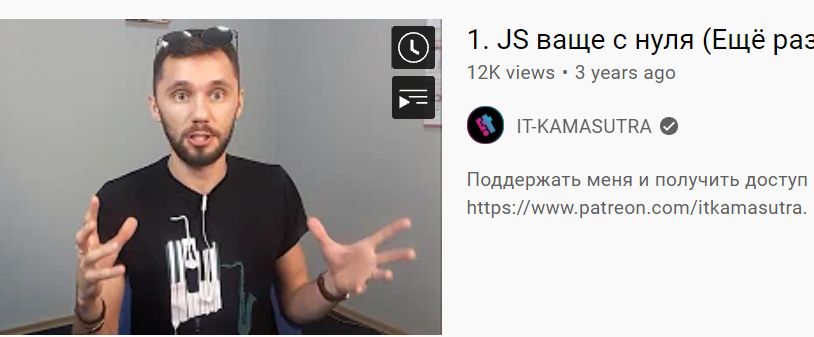 1. JS ваще с нуля (Ещё раз
12K views • 3 years ago
IT-KAMASUTRA
Поддержать меня и получить доступ
https://www.patreon.com/itkamasutra.